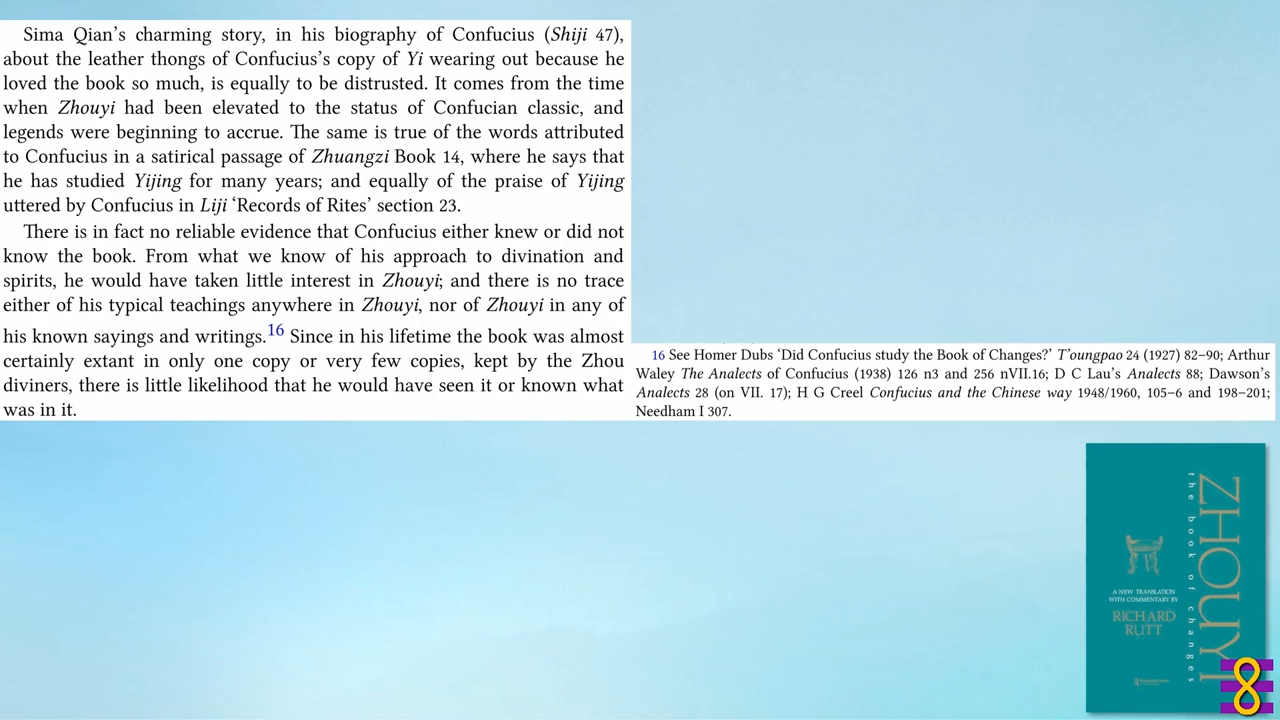 Sima Qian’s charming story, in his biography of Confucius (Shiji 47),
about the leather thongs of Confucius’s copy of Yi wearing out because he
loved the book so much, is equally to be distrusted. It comes from the time
when Zhouyi had been elevated to the status of Confucian classic, and
legends were beginning to accrue. The same is true of the words attributed
to Confucius in a satirical passage of Zhuangzi Book 14, where he says that
he has studied Yijing for many years; and equally of the praise of Yijing
uttered by Confucius in Liji ‘Records of Rites’ section 23.
There is in fact no reliable evidence that Confucius either knew or did not
know the book. From what we know of his approach to divination and
spirits, he would have taken little interest in Zhouyi; and there is no trace
either of his typical teachings anywhere in Zhouyi, nor of Zhouyi in any of
his known sayings and writings.16 Since in his lifetime the book was almost
certainly extant in only one copy or very few copies, kept by the Zhou
diviners, there is little likelihood that he would have seen it or known what
was in it.
16 See Homer Dubs ‘Did Confucius study the Book of Changes?’ T’oungpao 24 (1927) 82–90; Arthur
Waley The Analects of Confucius (1938) 126 n3 and 256 nVII.16; D C Lau’s Analects 88; Dawson’s
Analects 28 (on VII. 17); H G Creel Confucius and the Chinese way 1948/1960, 105–6 and 198–201;
Needham I 307.
ZHOUYI
the book of changes
A NEW TRANSLATION
WITH COMMENTARY BY
RICHARD
RUTT